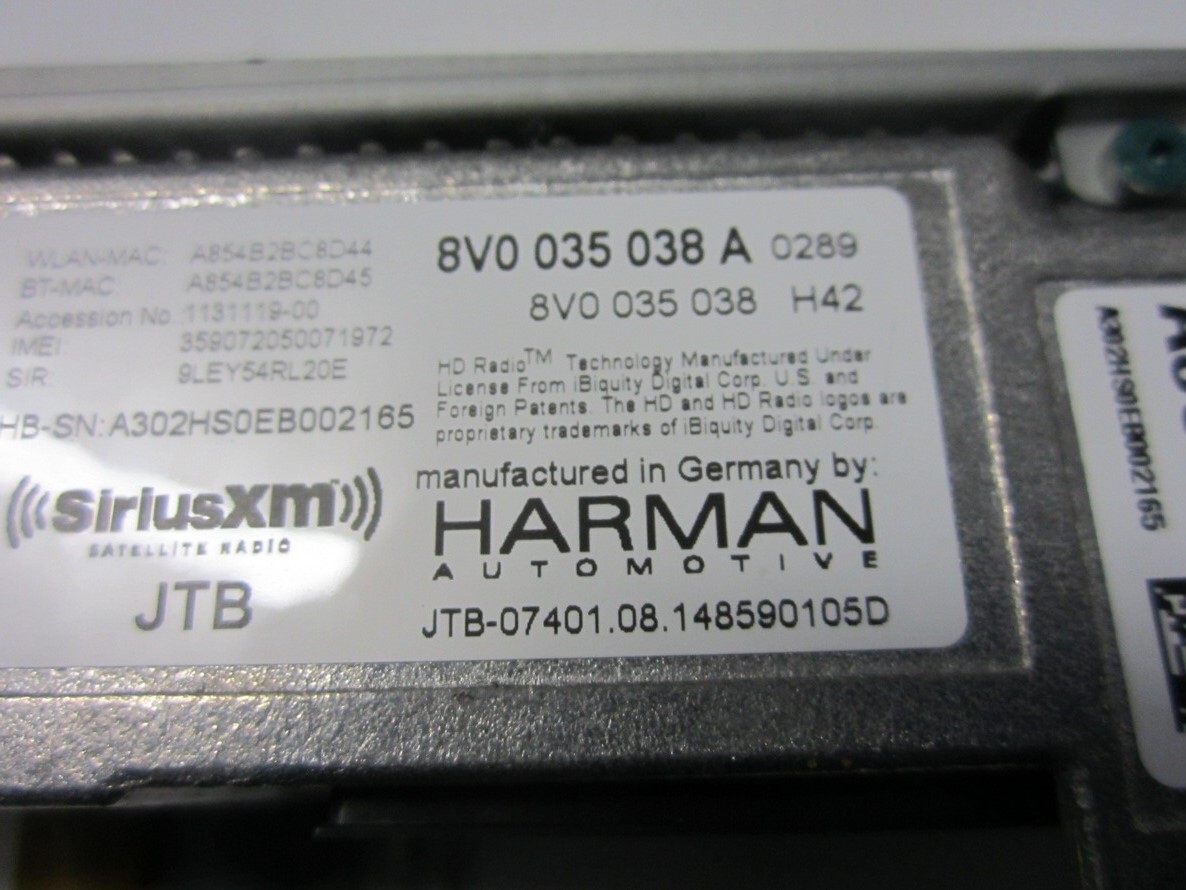 WLAN-MAC: A854B2BC8D44
BT-MAC: A854B2BC8D45
Accession No.:1131119-00
IMEI 359072050071972
SIR: 9LEY54RL20E
HB-SN:A302HS0EB002165
((((SiriusXm))))
SATELLITE RADIO
JTB
8V0 035 038 A 0289
8V0 035 038 H42
HD Radio™ Technology Manufactured Under
License From iBiquity Digital Corp. U.S. and
Foreign Patents. The HD and HD Radio logos are
proprietary trademarks of iBiquity Digital Corp.
manufactured in Germany by:
HARMAN
AUTOMOTIVE
JTB-07401.08.148590105D
A302HS0EB002165